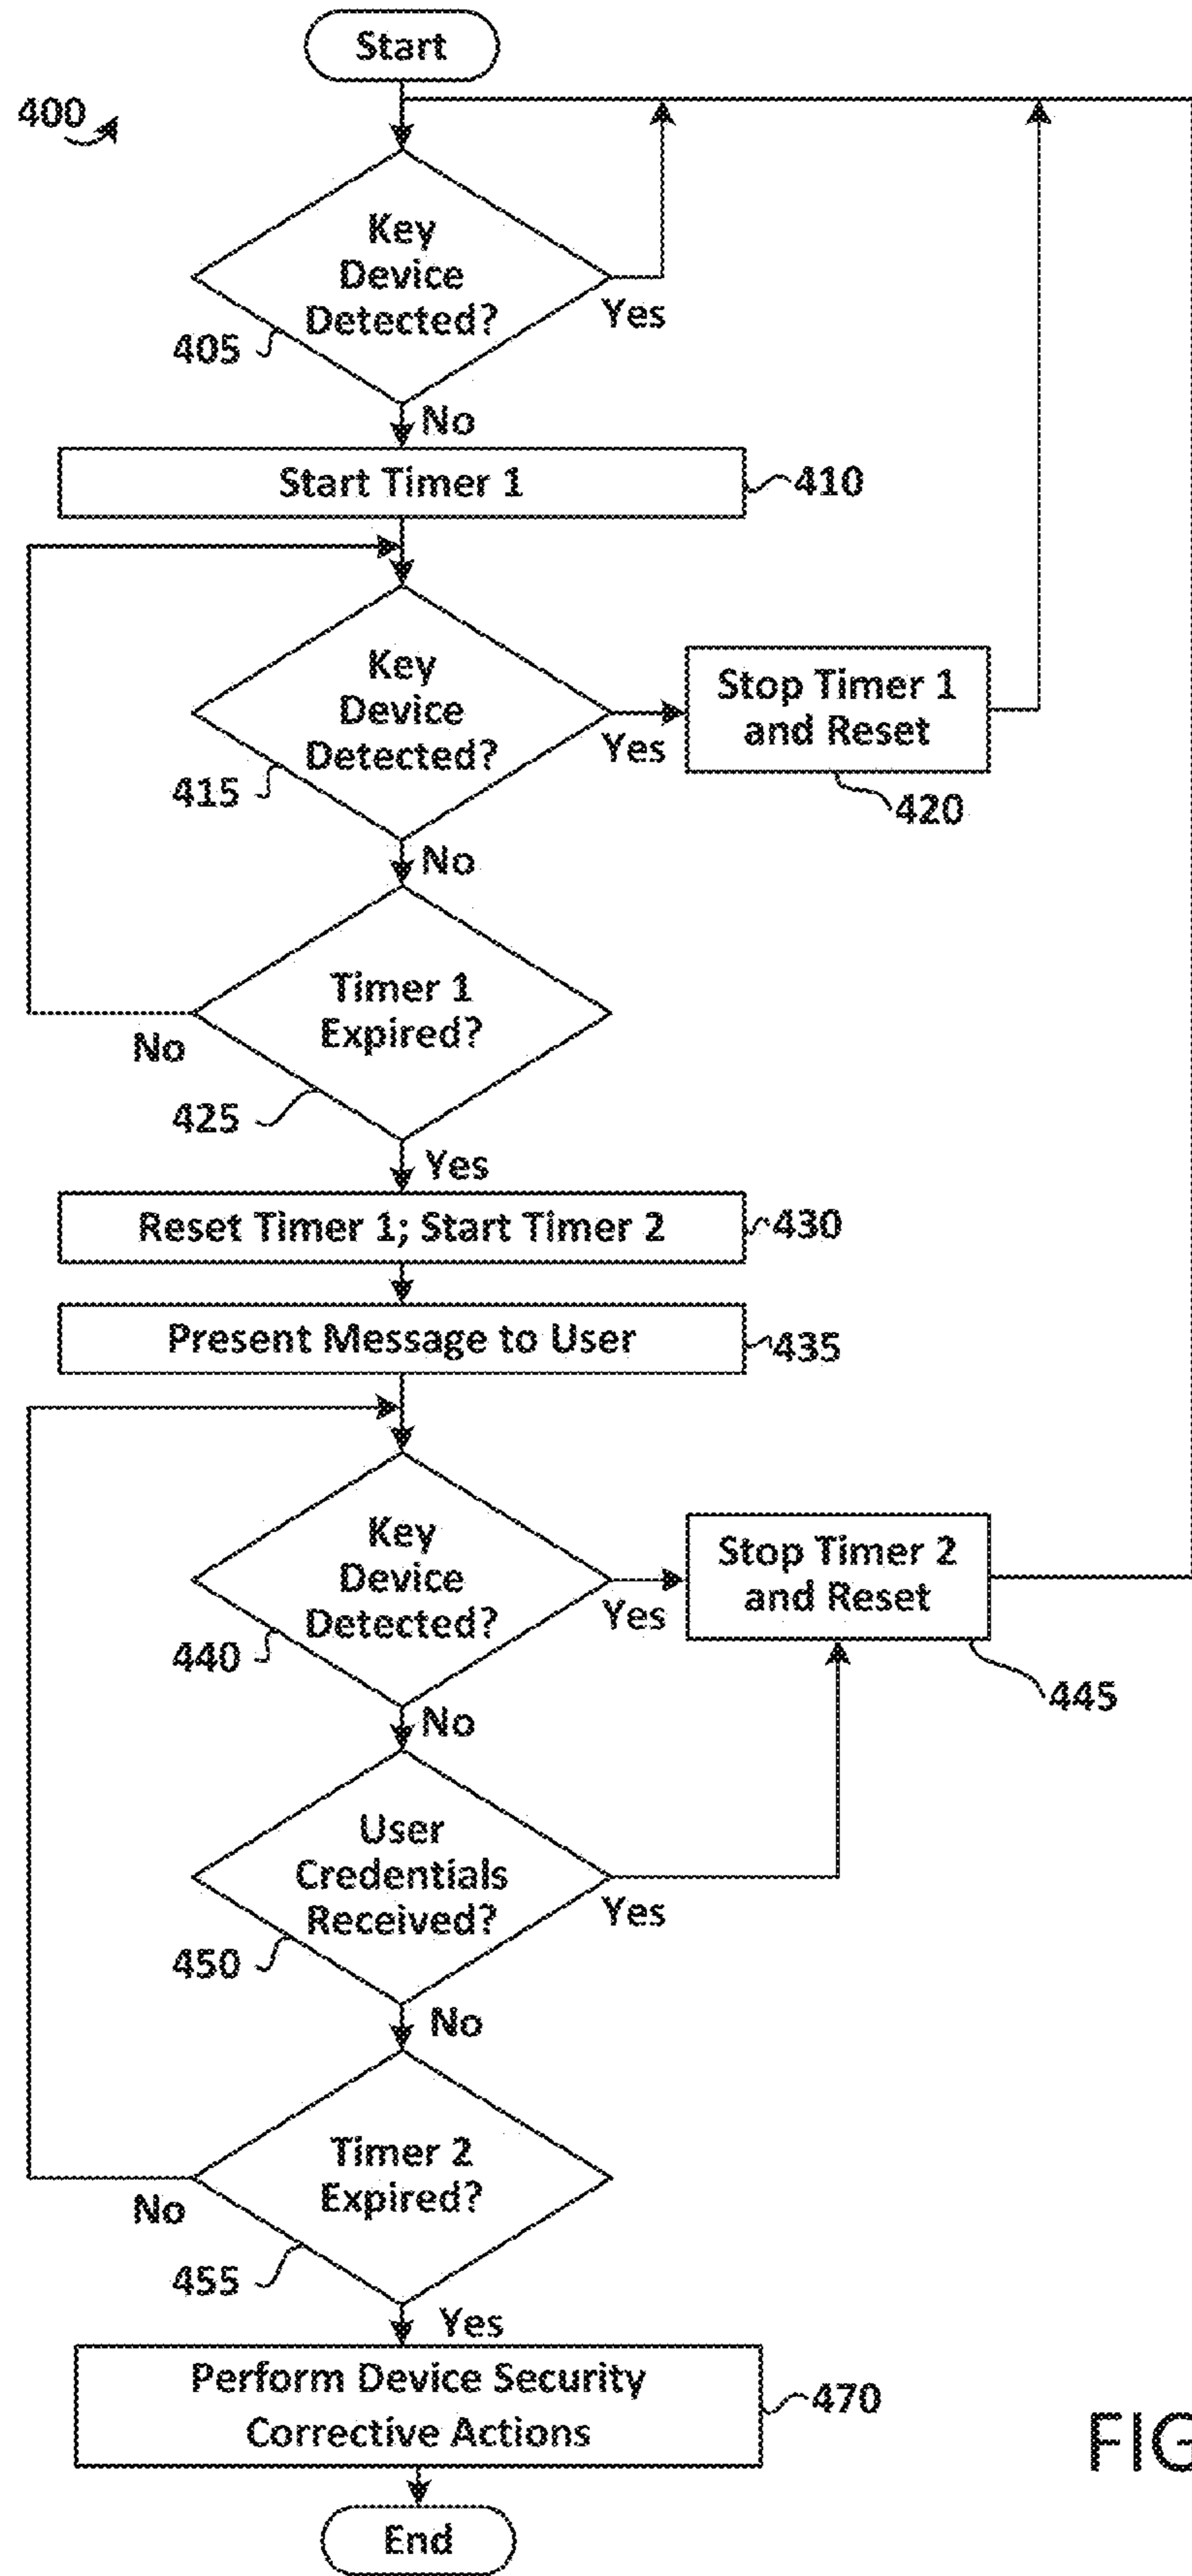 Start
400
Key
Device
Detected?
Yes
405
No
Start Timer 1
410
Key
Device
Detected?
Yes
Stop Timer 1
and Reset
415
420
No
Timer 1
Expired?
No
425
Yes
Reset Timer 1; Start Timer 2
430
Present Message to User
435
Key
Device
Detected?
Yes
Stop Timer 2
and Reset
440
445
No
User
Credentials
Received?
Yes
450
No
Timer 2
Expired?
No
455
Yes
Perform Device Security
Corrective Actions
470
FIG
End